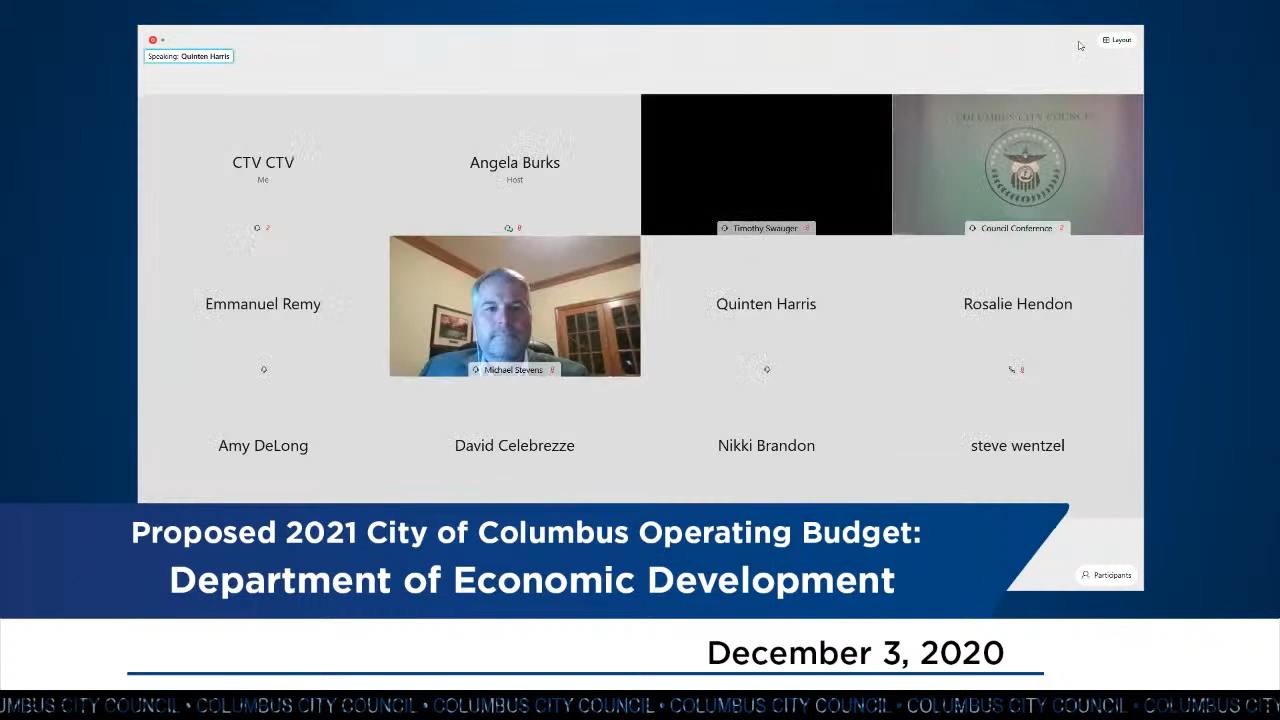 Layout
Speaking: Quinten Harris
COLUMBUS CITY COUNCIL
CTV CTV
Me
Angela Burks
Host
Timothy Swauger
Council Conference
Emmanuel Remy
Michael Stevens
Quinten Harris
Rosalie Hendon
Amy DeLong
David Celebrezze
Nikki Brandon
steve wentzel
Proposed 2021 City of Columbus Operating Budget:
Department of Economic Development
Participants
December 3, 2020
UMBUS CITY COUNCIL • COLUMBUS CITY COUNCIL • COLUMBUS CITY COUNCIL • COLUMBUS CITY COUNCIL • COLUMBUS CITY COUNCIL • COLUMBUS CIT